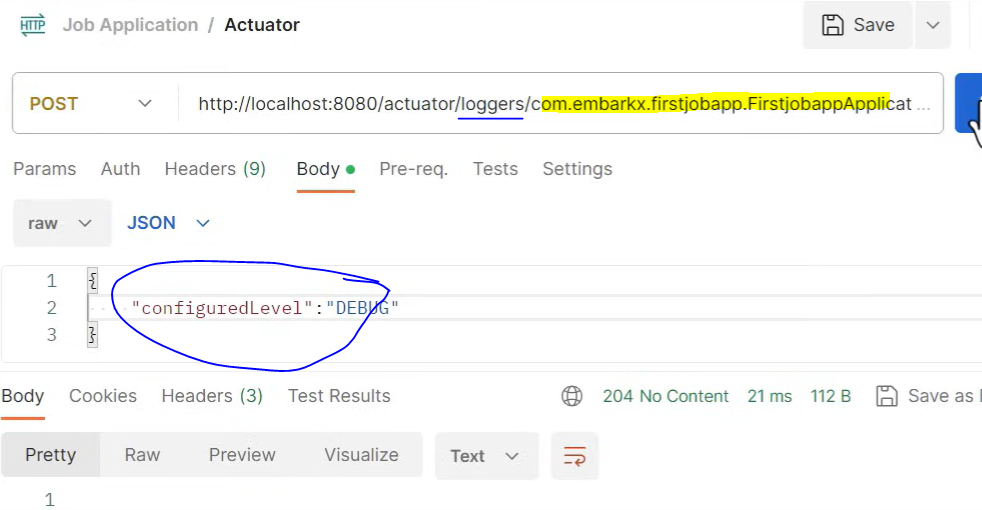 HTTP Job Application / Actuator Save
POST http://localhost:8080/actuator/loggers/com.embarkx.firstjobapp.FirstjobappApplicat ...
Params Auth Headers (9) Body Pre-req. Tests Settings
raw JSON
1 {
2 "configuredLevel":"DEBUG"
3 }
Body Cookies Headers (3) Test Results 204 No Content 21 ms 112 B Save as
Pretty Raw Preview Visualize Text
1